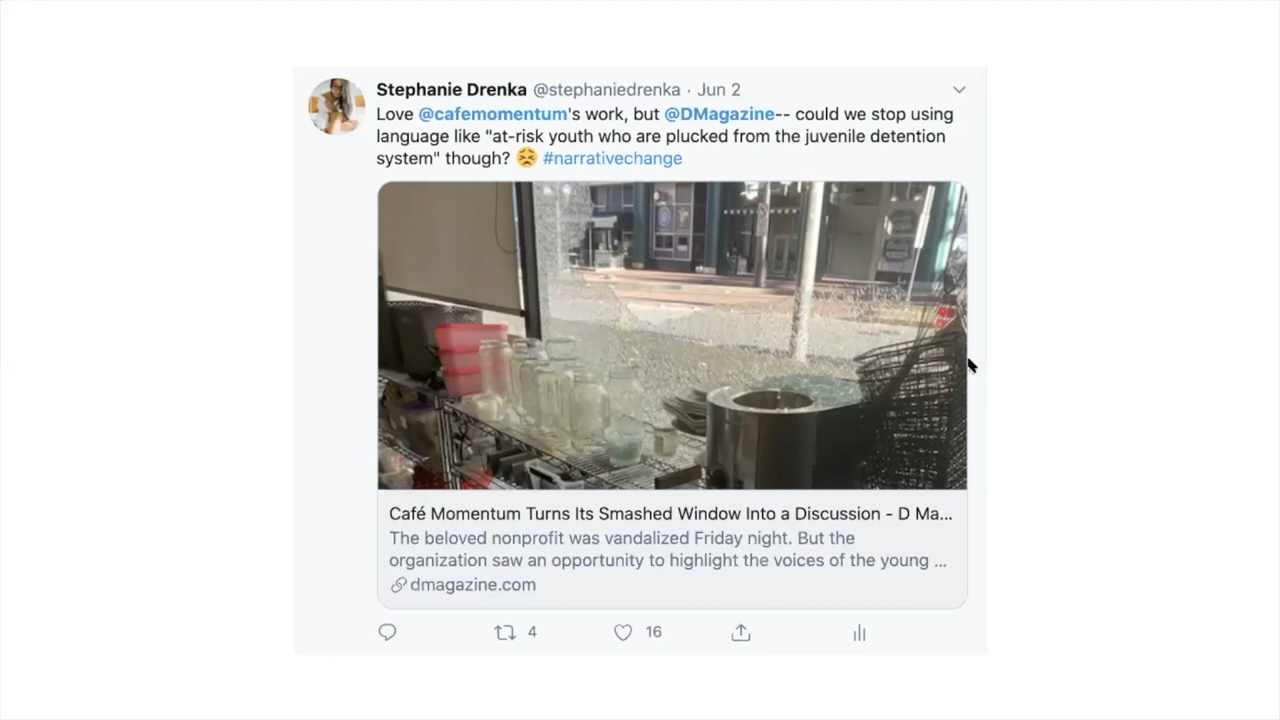 Stephanie Drenka @stephaniedrenka · Jun 2
Love @cafemomentum's work, but @DMagazine-- could we stop using
language like "at-risk youth who are plucked from the juvenile detention
system" though? 😣 #narrativechange
Café Momentum Turns Its Smashed Window Into a Discussion - D Ma...
The beloved nonprofit was vandalized Friday night. But the
organization saw an opportunity to highlight the voices of the young ...
dmagazine.com
4
16